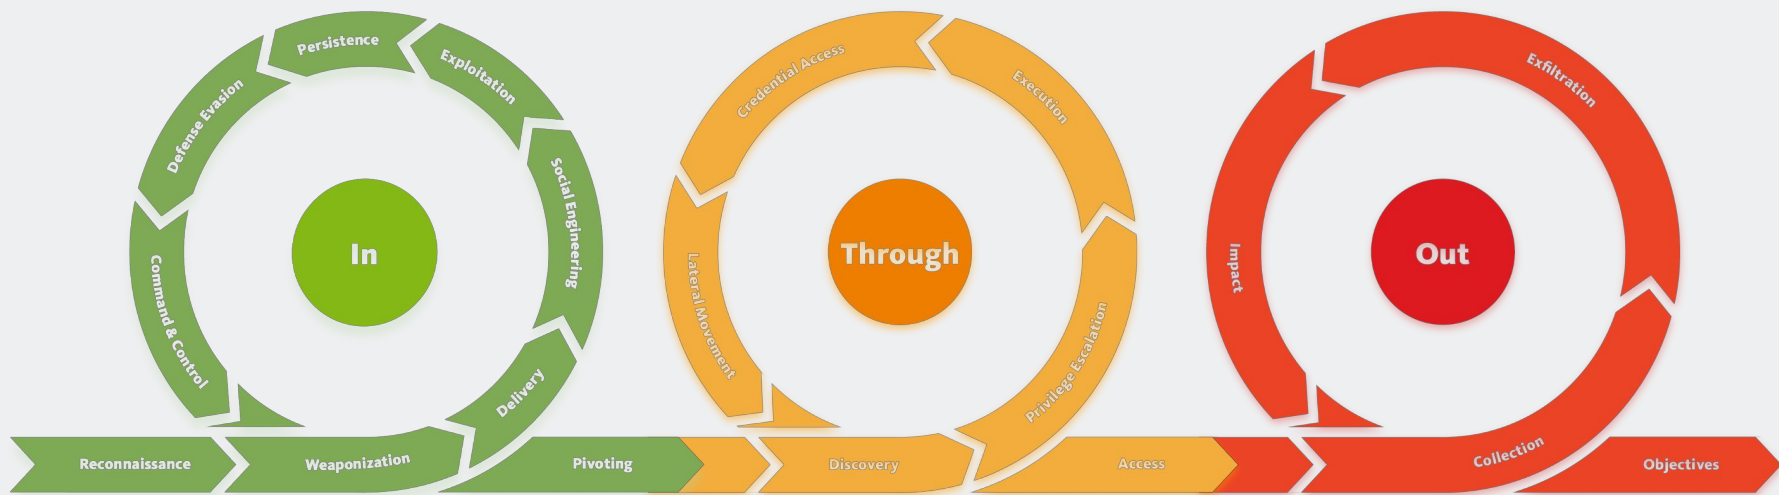 Reconnaissance
Weaponization
Delivery
Social Engineering
Exploitation
Persistence
Defense Evasion
Command & Control
In
Pivoting
Discovery
Privilege Escalation
Execution
Credential Access
Lateral Movement
Through
Access
Collection
Exfiltration
Impact
Out
Objectives